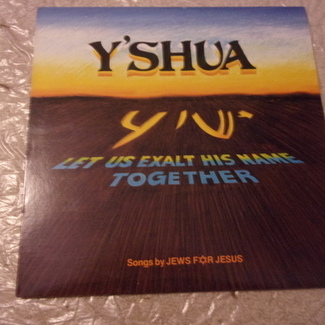 Y'SHUA
ישוע
LET US EXALT HIS NAME
TOGETHER
Songs by JEWS FOR JESUS